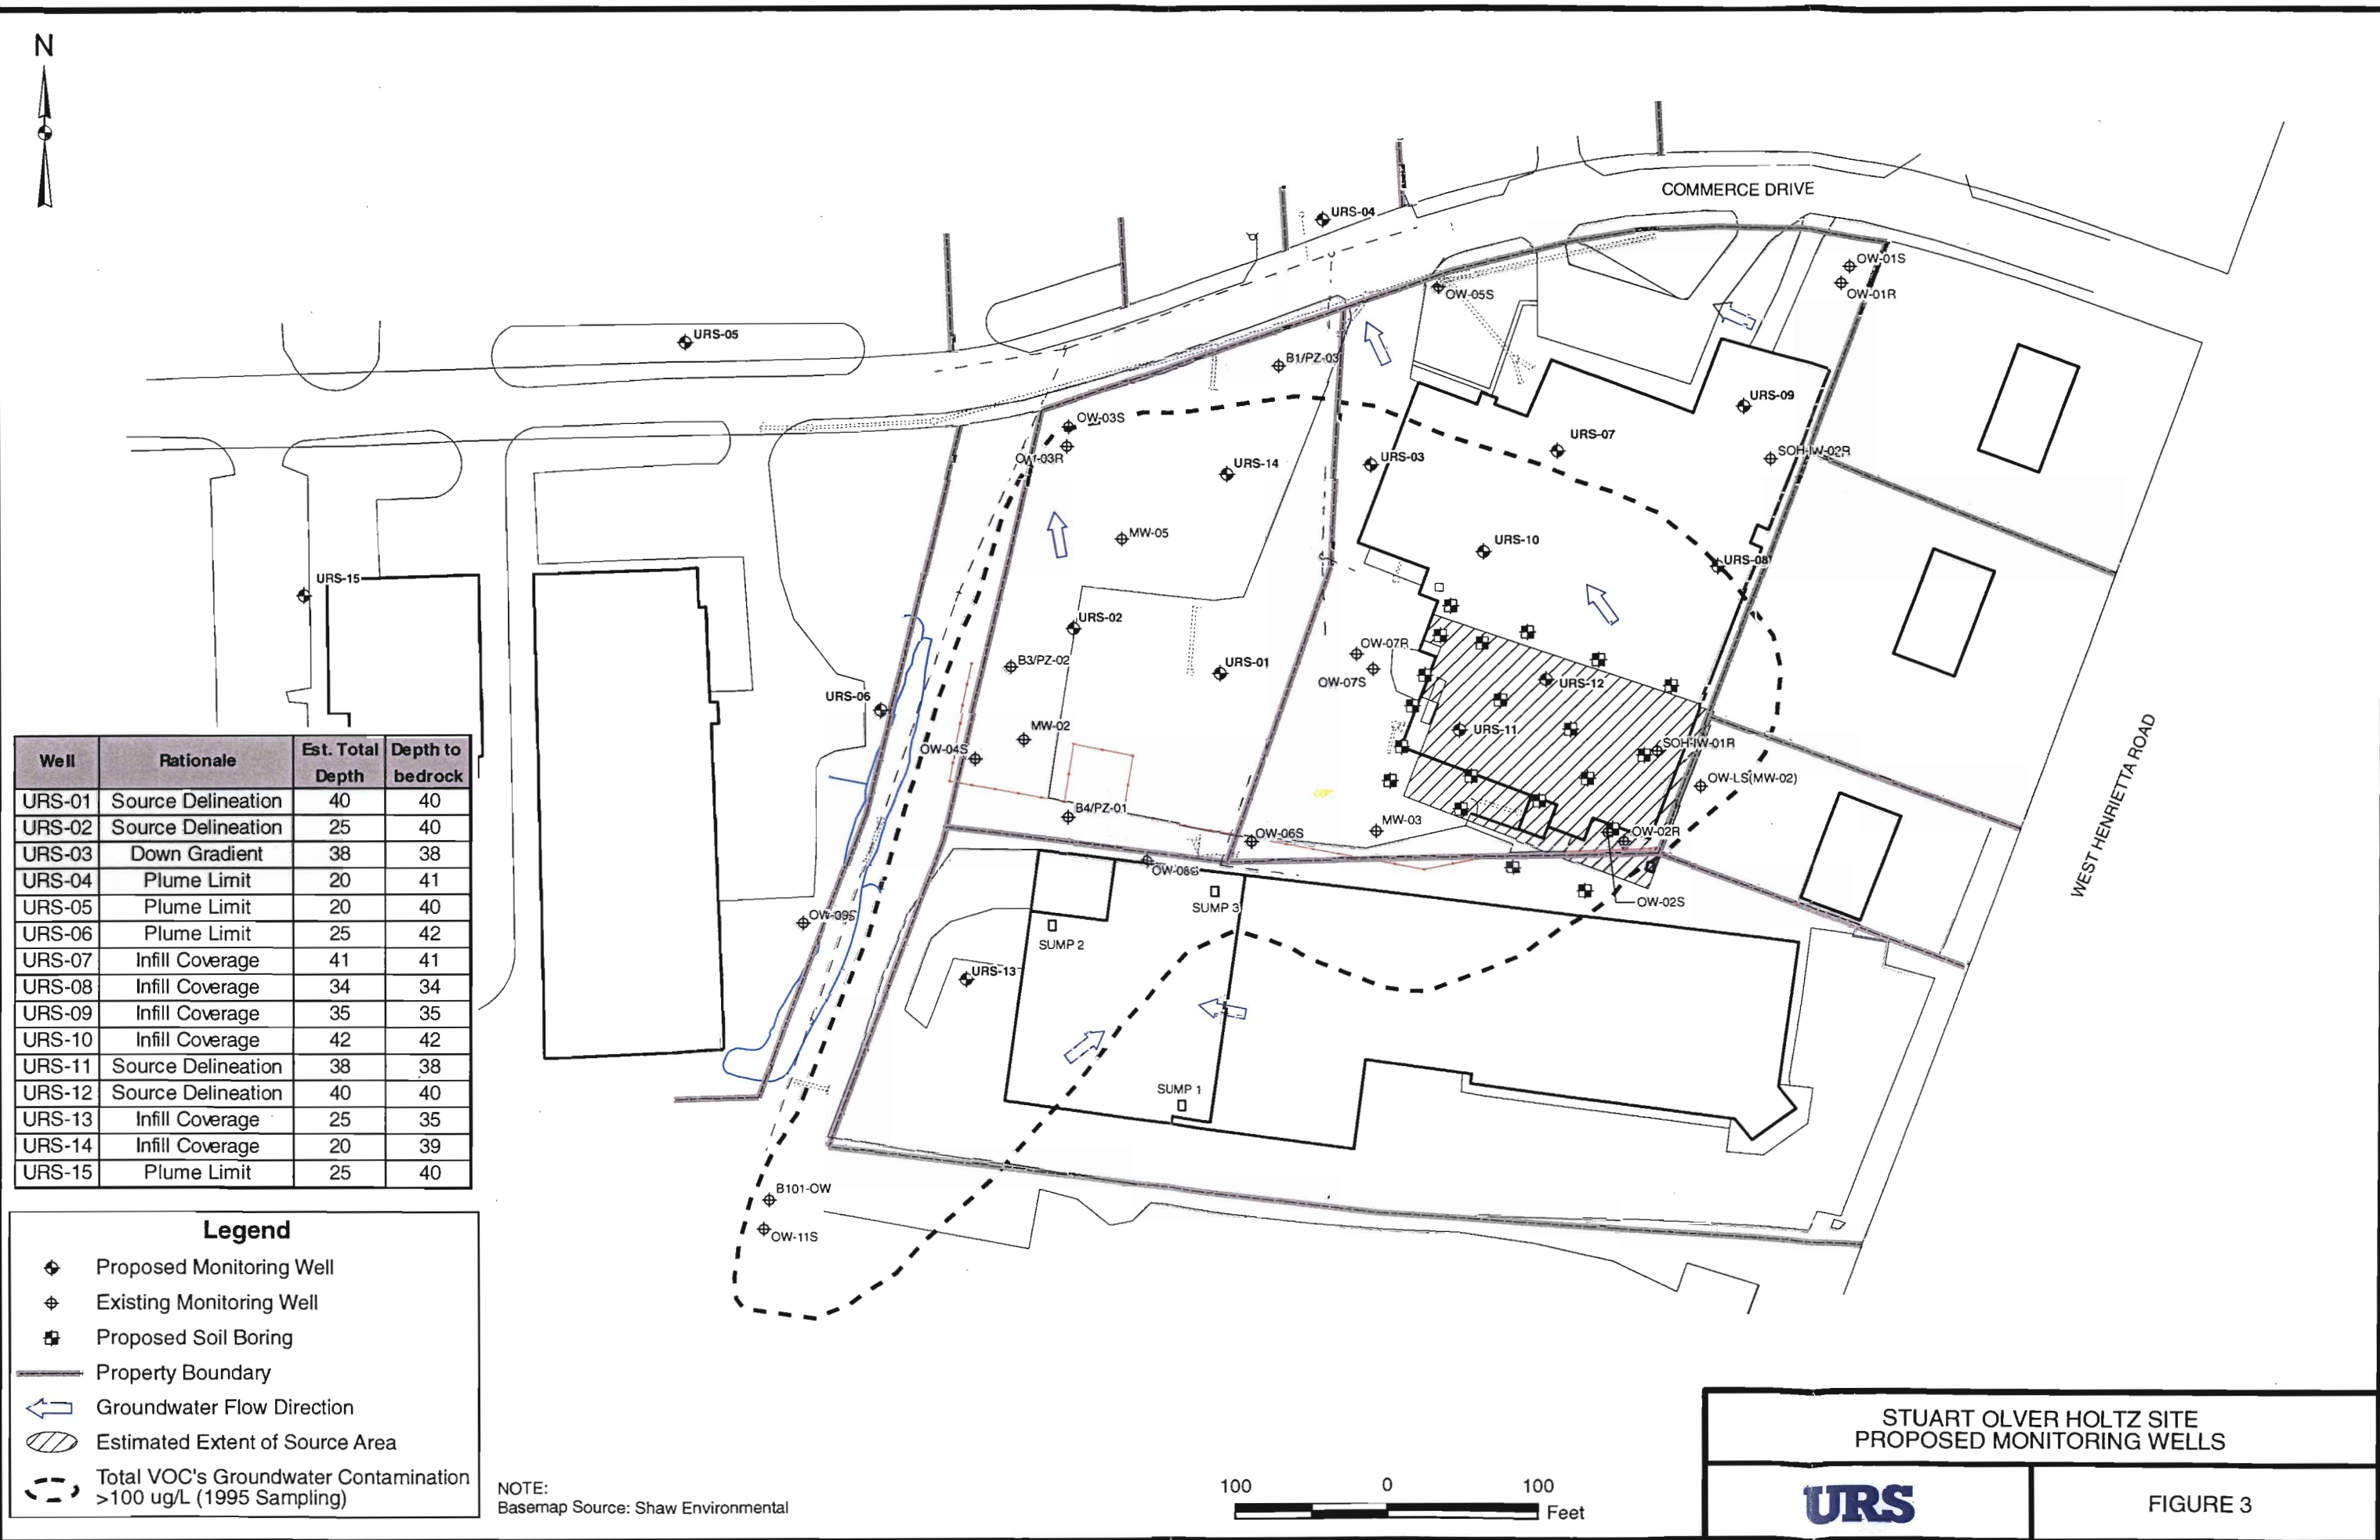 N
COMMERCE DRIVE
URS-04
OW-01S
OW-01R
OW-05S
URS-05
B1/PZ-03
URS-09
OW-03S
URS-07
OW-03R
URS-14
URS-03
SOH-IW-02R
MW-05
URS-10
URS-08
URS-15
URS-02
OW-07R
B3/PZ-02
URS-01
OW-07S
URS-12
URS-06
MW-02
URS-11
OW-04S
SOH-IW-01R
OW-LS(MW-02)
WEST HENRIETTA ROAD
B4/PZ-01
MW-03
OW-06S
OW-02R
OW-08S
OW-02S
SUMP 3
OW-09S
SUMP 2
URS-13
SUMP 1
B101-OW
OW-11S
Well Rationale Est. Total Depth Depth to bedrock
URS-01 Source Delineation 40 40
URS-02 Source Delineation 25 40
URS-03 Down Gradient 38 38
URS-04 Plume Limit 20 41
URS-05 Plume Limit 20 40
URS-06 Plume Limit 25 42
URS-07 Infill Coverage 41 41
URS-08 Infill Coverage 34 34
URS-09 Infill Coverage 35 35
URS-10 Infill Coverage 42 42
URS-11 Source Delineation 38 38
URS-12 Source Delineation 40 40
URS-13 Infill Coverage 25 35
URS-14 Infill Coverage 20 39
URS-15 Plume Limit 25 40
Legend
Proposed Monitoring Well
Existing Monitoring Well
Proposed Soil Boring
Property Boundary
Groundwater Flow Direction
Estimated Extent of Source Area
Total VOC's Groundwater Contamination
>100 ug/L (1995 Sampling)
NOTE:
Basemap Source: Shaw Environmental
100 0 100
Feet
STUART OLVER HOLTZ SITE
PROPOSED MONITORING WELLS
URS
FIGURE 3